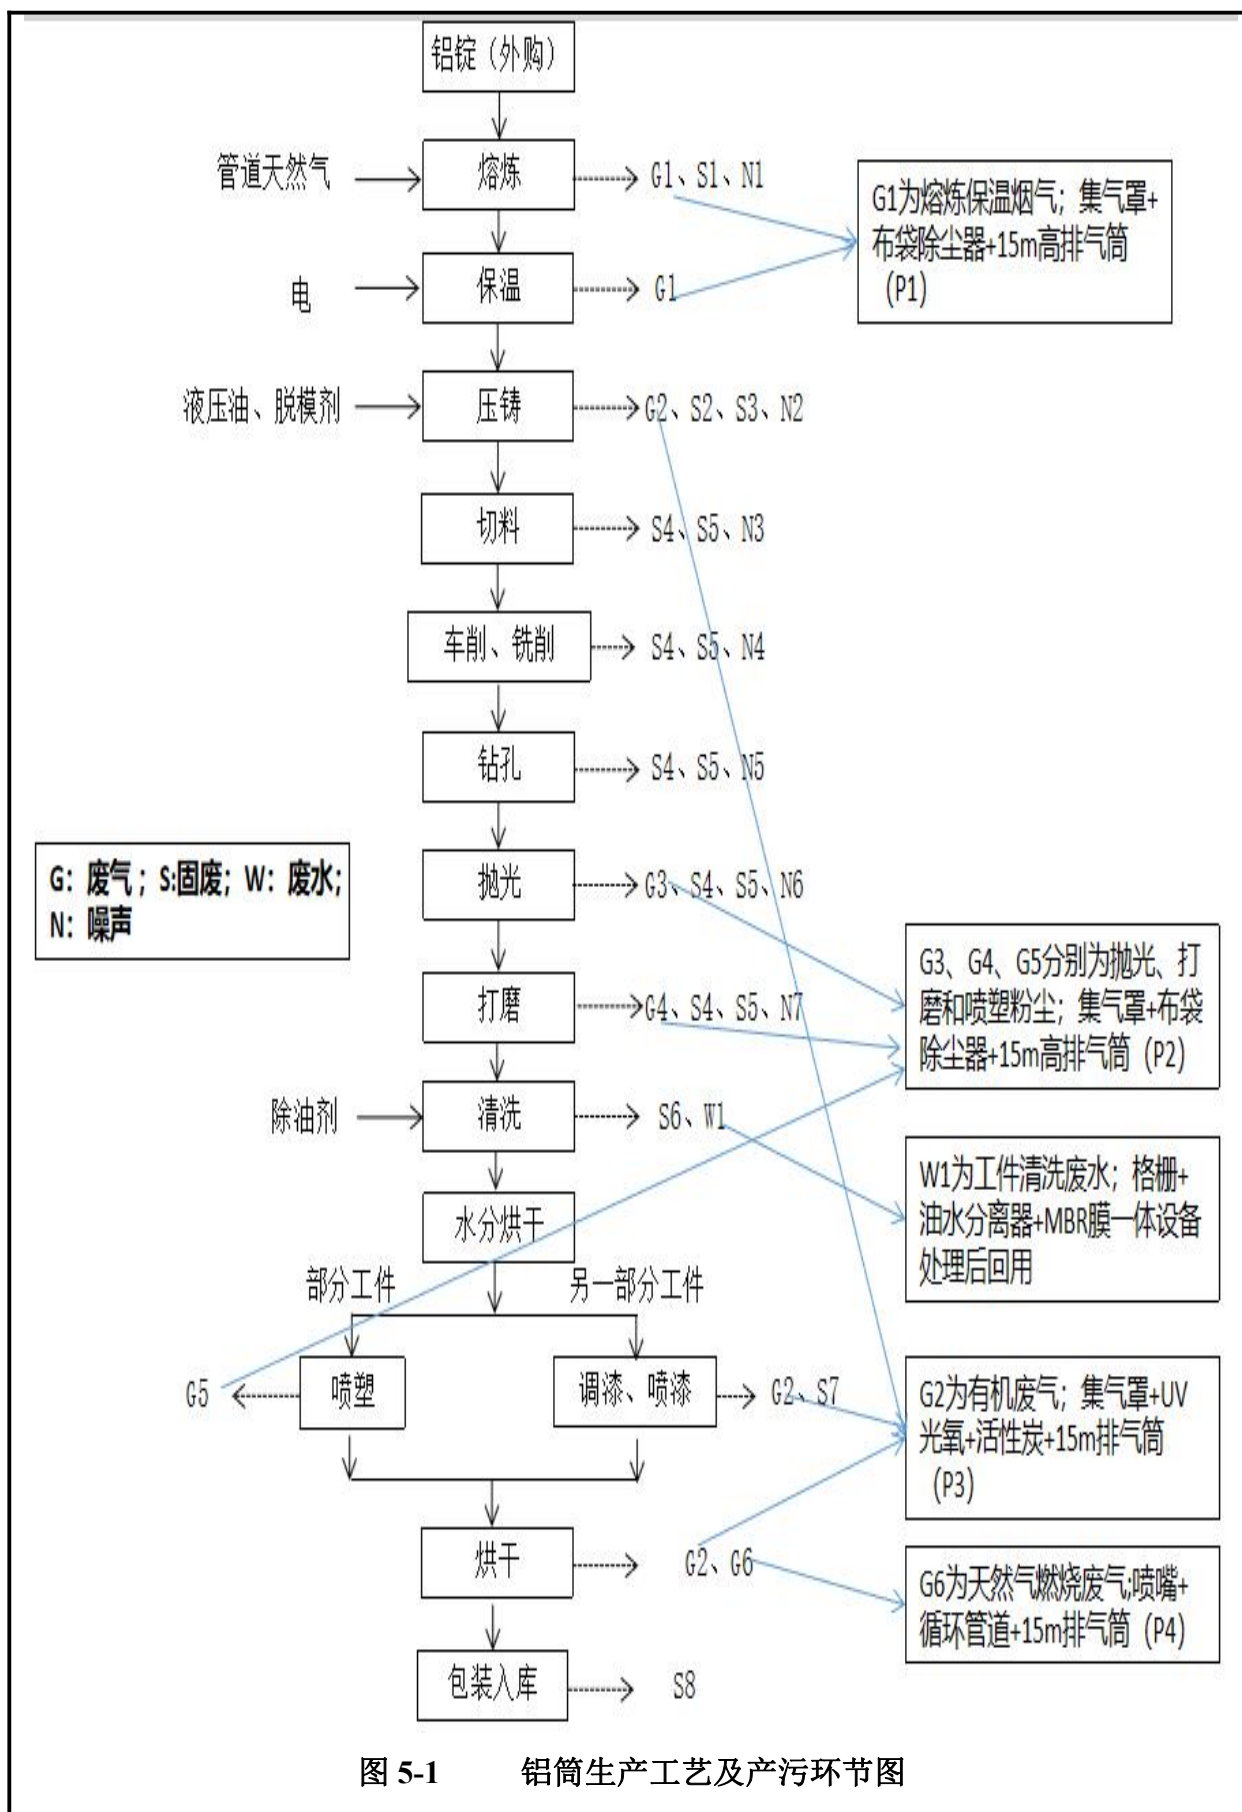 铝锭（外购）
管道天然气
熔炼
G1、S1、N1
G1为熔炼保温烟气；集气罩+
布袋除尘器+15m高排气筒
（P1）
电
保温
G1
液压油、脱模剂
压铸
G2、S2、S3、N2
切料
S4、S5、N3
车削、铣削
S4、S5、N4
钻孔
S4、S5、N5
G：废气；S:固废；W：废水；
N：噪声
抛光
G3、S4、S5、N6
G3、G4、G5分别为抛光、打
磨和喷塑粉尘；集气罩+布袋
除尘器+15m高排气筒（P2）
打磨
G4、S4、S5、N7
除油剂
清洗
S6、W1
W1为工件清洗废水；格栅+
油水分离器+MBR膜一体设备
处理后回用
水分烘干
部分工件
另一部分工件
G5
喷塑
调漆、喷漆
G2、S7
G2为有机废气；集气罩+UV
光氧+活性炭+15m排气筒
（P3）
烘干
G2、G6
G6为天然气燃烧废气;喷嘴+
循环管道+15m排气筒（P4）
包装入库
S8
图 5-1 铝筒生产工艺及产污环节图